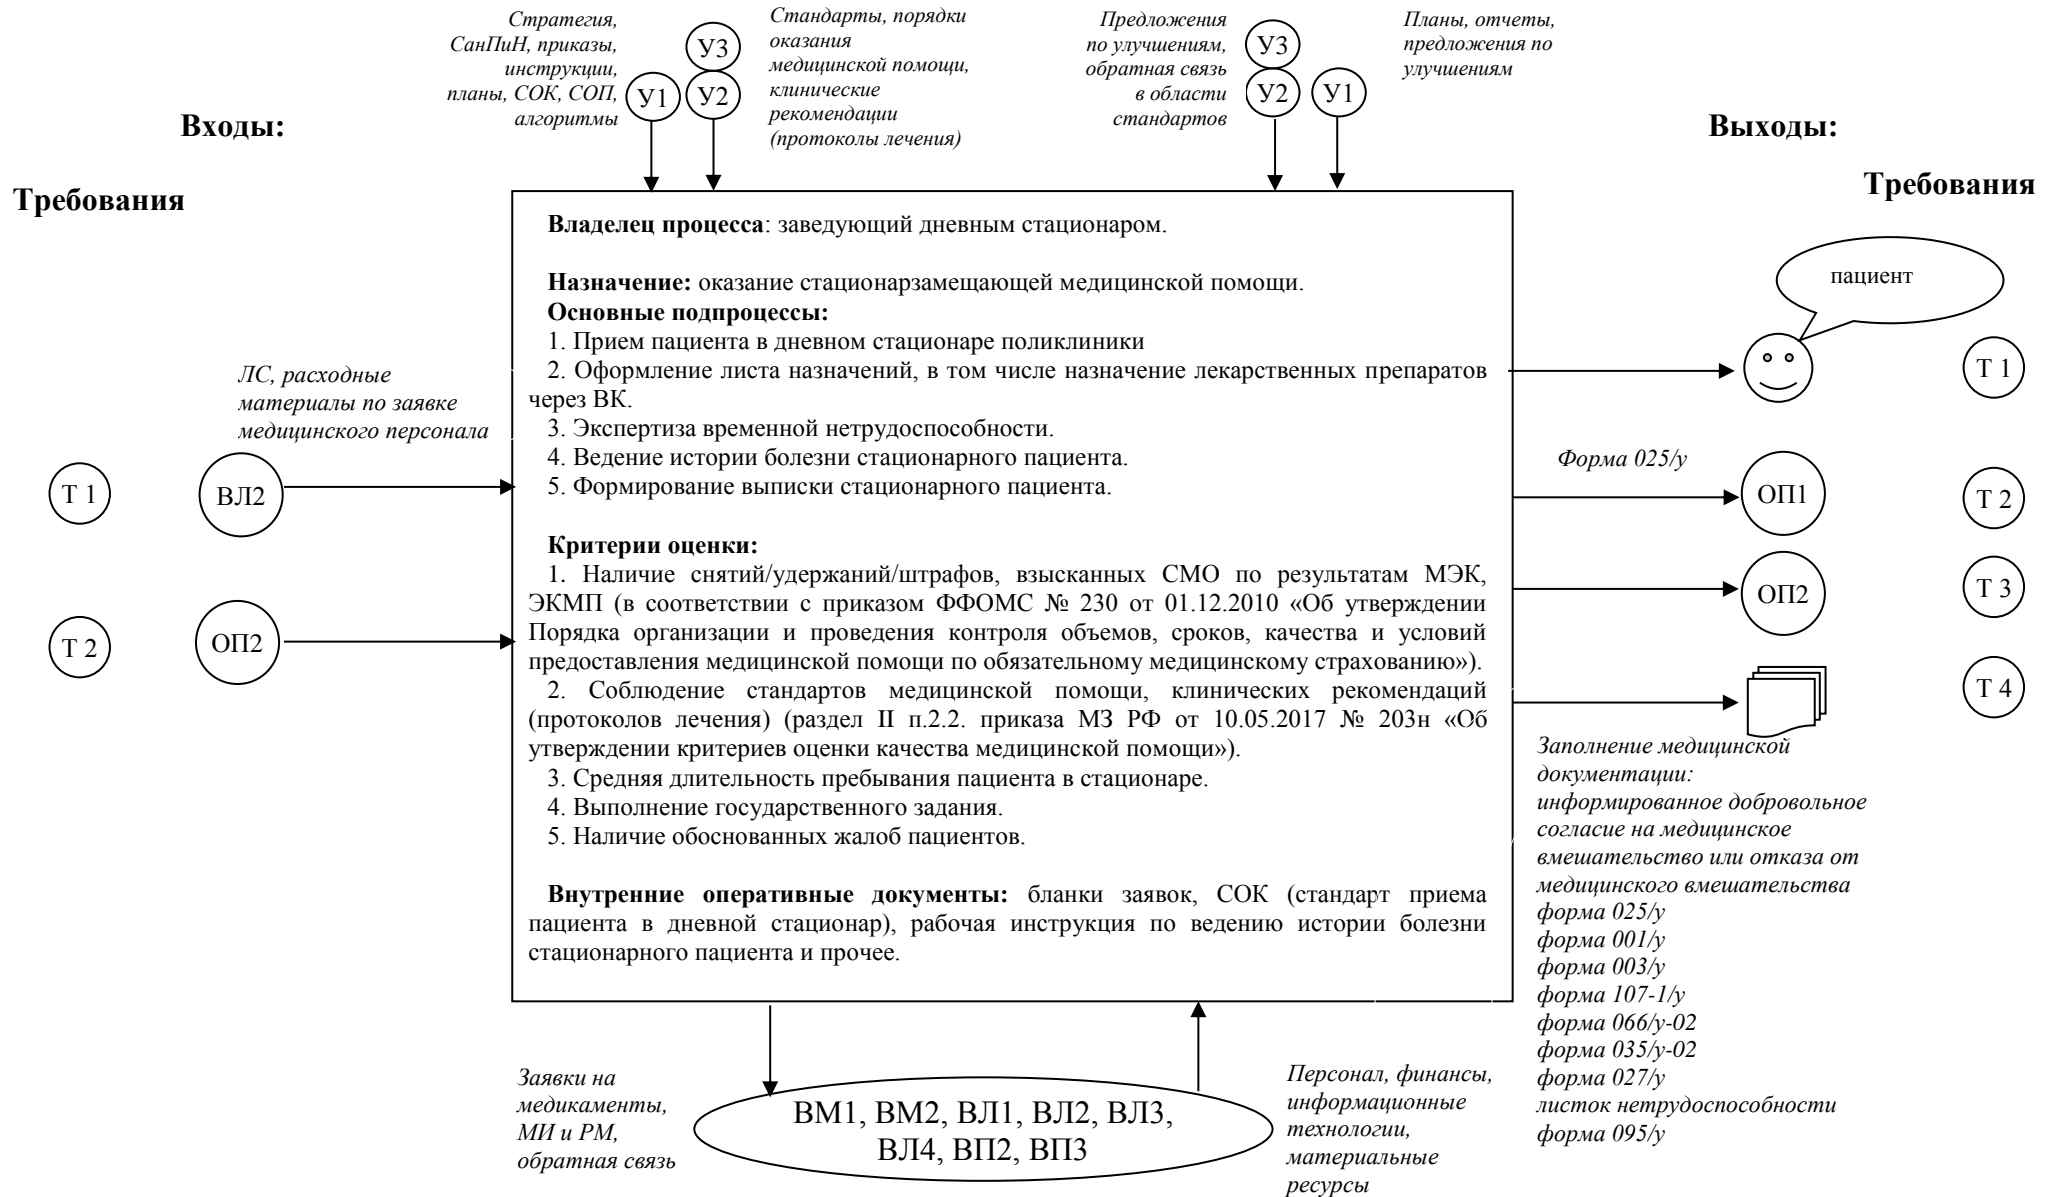 Стратегия,
СанПиН, приказы,
инструкции,
планы, СОК, СОП,
алгоритмы
У1
У3
У2
Стандарты, порядки
оказания
медицинской помощи,
клинические
рекомендации
(протоколы лечения)
Предложения
по улучшениям,
обратная связь
в области
стандартов
У3
У2
У1
Планы, отчеты,
предложения по
улучшениям
Входы:
Выходы:
Требования
Требования
ЛС, расходные
материалы по заявке
медицинского персонала
Т 1
ВЛ2
Т 2
ОП2
Владелец процесса: заведующий дневным стационаром.
Назначение: оказание стационарзамещающей медицинской помощи.
Основные подпроцессы:
1. Прием пациента в дневном стационаре поликлиники
2. Оформление листа назначений, в том числе назначение лекарственных препаратов
через ВК.
3. Экспертиза временной нетрудоспособности.
4. Ведение истории болезни стационарного пациента.
5. Формирование выписки стационарного пациента.
Критерии оценки:
1. Наличие снятий/удержаний/штрафов, взысканных СМО по результатам МЭК,
ЭКМП (в соответствии с приказом ФФОМС № 230 от 01.12.2010 «Об утверждении
Порядка организации и проведения контроля объемов, сроков, качества и условий
предоставления медицинской помощи по обязательному медицинскому страхованию»).
2. Соблюдение стандартов медицинской помощи, клинических рекомендаций
(протоколов лечения) (раздел II п.2.2. приказа МЗ РФ от 10.05.2017 № 203н «Об
утверждении критериев оценки качества медицинской помощи»).
3. Средняя длительность пребывания пациента в стационаре.
4. Выполнение государственного задания.
5. Наличие обоснованных жалоб пациентов.
Внутренние оперативные документы: бланки заявок, СОК (стандарт приема
пациента в дневной стационар), рабочая инструкция по ведению истории болезни
стационарного пациента и прочее.
пациент
Т 1
Форма 025/у
ОП1
Т 2
ОП2
Т 3
Т 4
Заполнение медицинской
документации:
информированное добровольное
согласие на медицинское
вмешательство или отказа от
медицинского вмешательства
форма 025/у
форма 001/у
форма 003/у
форма 107-1/у
форма 066/у-02
форма 035/у-02
форма 027/у
листок нетрудоспособности
форма 095/у
Заявки на
медикаменты,
МИ и РМ,
обратная связь
ВМ1, ВМ2, ВЛ1, ВЛ2, ВЛ3,
ВЛ4, ВП2, ВП3
Персонал, финансы,
информационные
технологии,
материальные
ресурсы